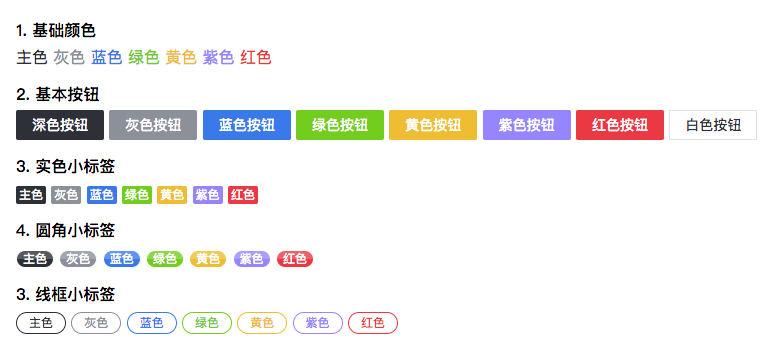 1. 基础颜色
主色 灰色 蓝色 绿色 黄色 紫色 红色
2. 基本按钮
深色按钮 灰色按钮 蓝色按钮 绿色按钮 黄色按钮 紫色按钮 红色按钮 白色按钮
3. 实色小标签
主色 灰色 蓝色 绿色 黄色 紫色 红色
4. 圆角小标签
主色 灰色 蓝色 绿色 黄色 紫色 红色
3. 线框小标签
主色 灰色 蓝色 绿色 黄色 紫色 红色